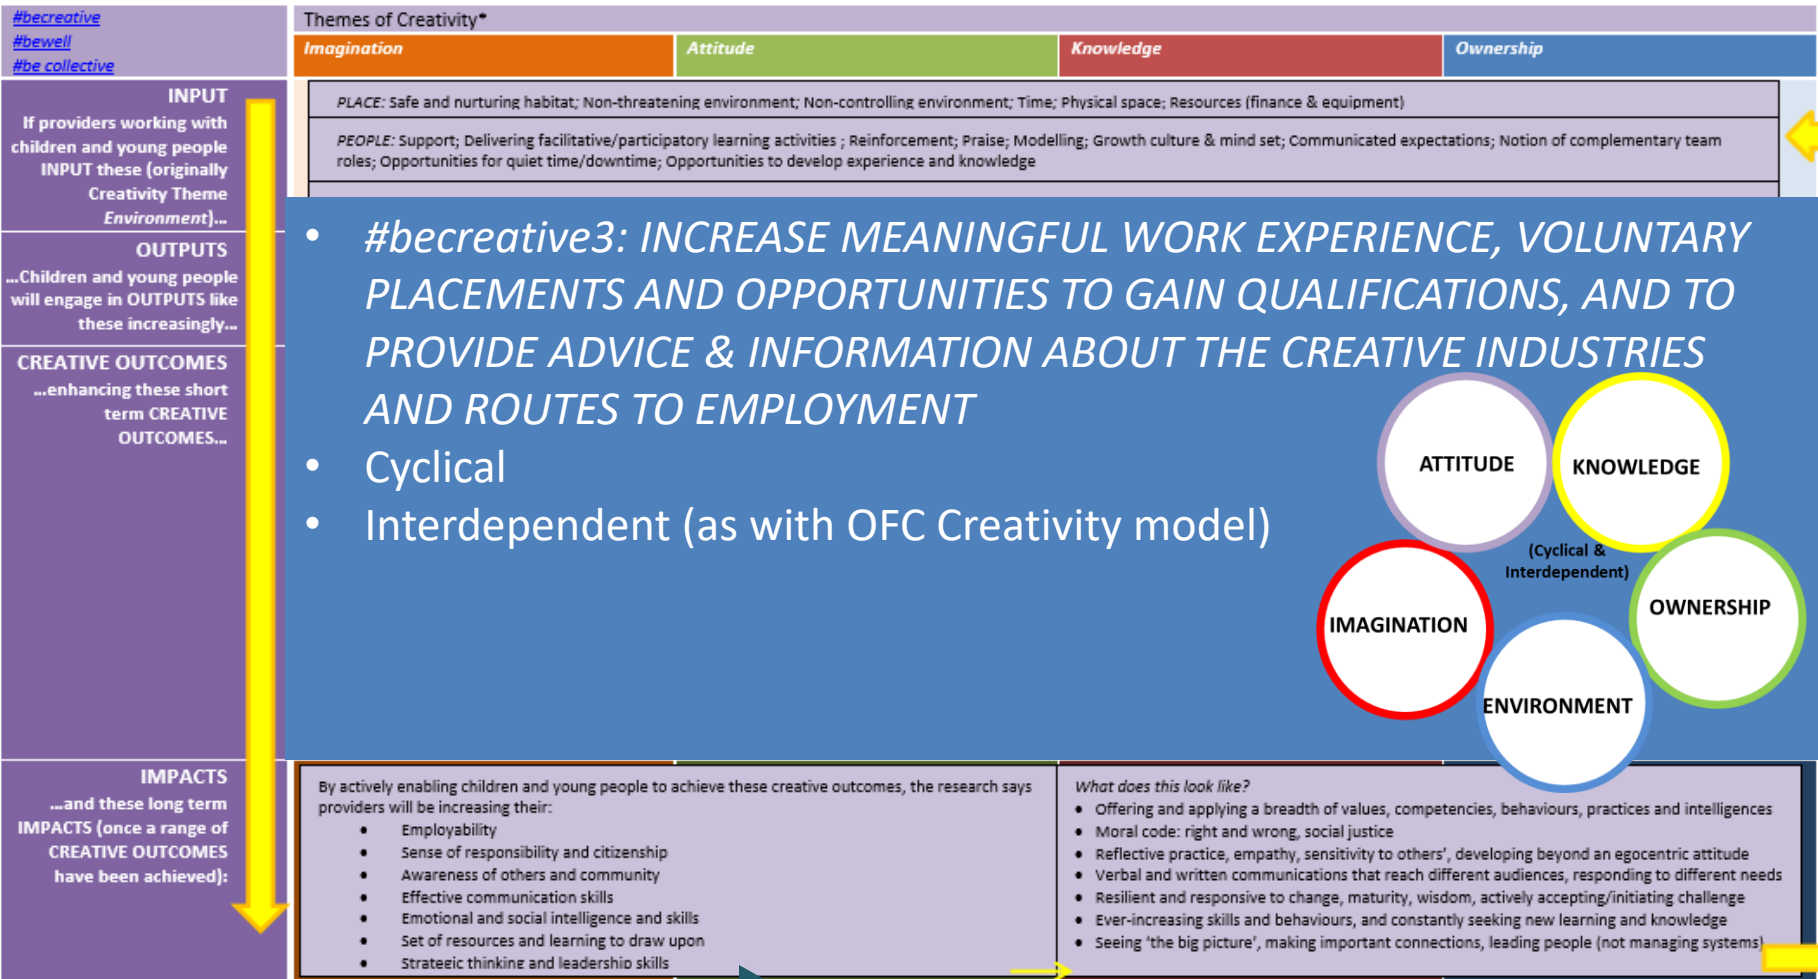 #becreative
#bewell
#be collective
Themes of Creativity*
Imagination
Attitude
Knowledge
Ownership
INPUT
If providers working with
children and young people
INPUT these (originally
Creativity Theme
Environment)...
PLACE: Safe and nurturing habitat; Non-threatening environment; Non-controlling environment; Time; Physical space; Resources (finance & equipment)
PEOPLE: Support; Delivering facilitative/participatory learning activities ; Reinforcement; Praise; Modelling; Growth culture & mind set; Communicated expectations; Notion of complementary team
roles; Opportunities for quiet time/downtime; Opportunities to develop experience and knowledge
OUTPUTS
...Children and young people
will engage in OUTPUTS like
these increasingly...
CREATIVE OUTCOMES
...enhancing these short
term CREATIVE
OUTCOMES...
• #becreative3: INCREASE MEANINGFUL WORK EXPERIENCE, VOLUNTARY
PLACEMENTS AND OPPORTUNITIES TO GAIN QUALIFICATIONS, AND TO
PROVIDE ADVICE & INFORMATION ABOUT THE CREATIVE INDUSTRIES
AND ROUTES TO EMPLOYMENT
• Cyclical
• Interdependent (as with OFC Creativity model)
ATTITUDE
KNOWLEDGE
(Cyclical &
Interdependent)
OWNERSHIP
IMAGINATION
ENVIRONMENT
IMPACTS
...and these long term
IMPACTS (once a range of
CREATIVE OUTCOMES
have been achieved):
By actively enabling children and young people to achieve these creative outcomes, the research says
providers will be increasing their:
• Employability
• Sense of responsibility and citizenship
• Awareness of others and community
• Effective communication skills
• Emotional and social intelligence and skills
• Set of resources and learning to draw upon
• Strategic thinking and leadership skills
What does this look like?
• Offering and applying a breadth of values, competencies, behaviours, practices and intelligences
• Moral code: right and wrong, social justice
• Reflective practice, empathy, sensitivity to others', developing beyond an egocentric attitude
• Verbal and written communications that reach different audiences, responding to different needs
• Resilient and responsive to change, maturity, wisdom, actively accepting/initiating challenge
• Ever-increasing skills and behaviours, and constantly seeking new learning and knowledge
• Seeing 'the big picture', making important connections, leading people (not managing systems)